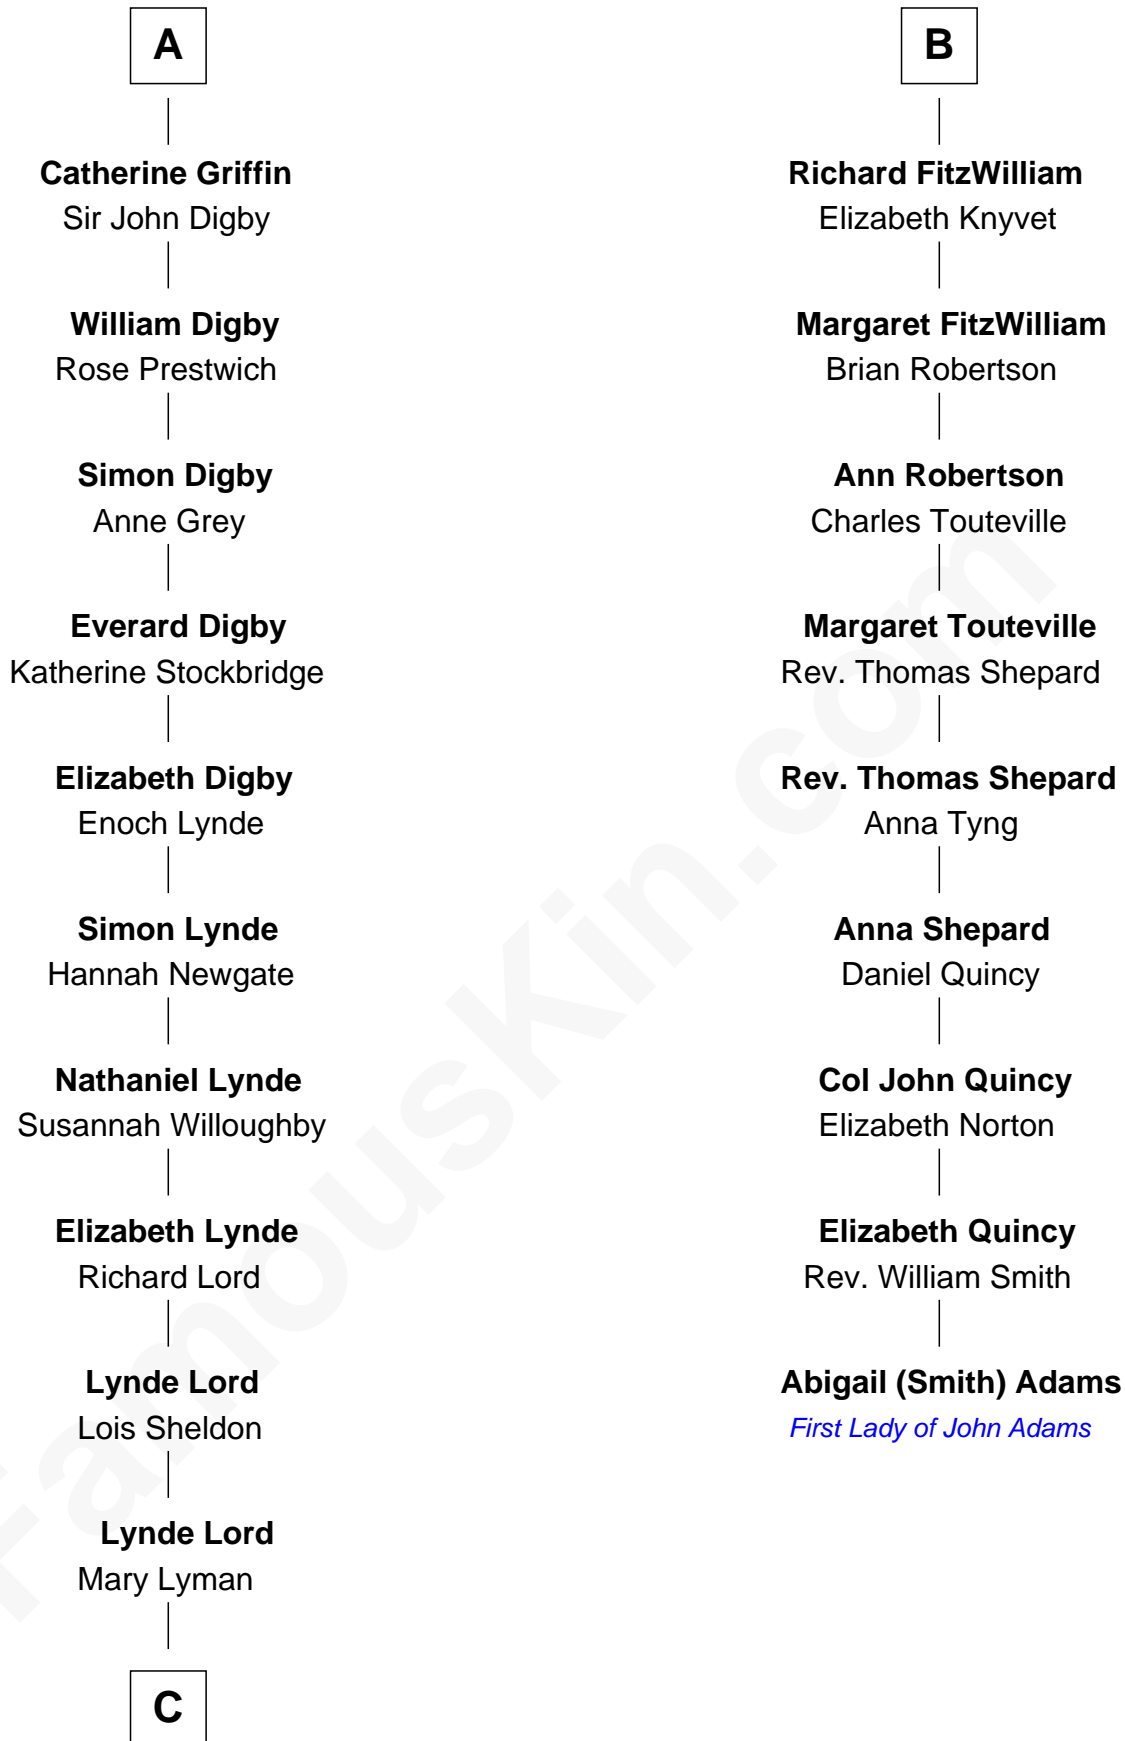 A
Catherine Griffin
Sir John Digby
William Digby
Rose Prestwich
Simon Digby
Anne Grey
Everard Digby
Katherine Stockbridge
Elizabeth Digby
Enoch Lynde
Simon Lynde
Hannah Newgate
Nathaniel Lynde
Susannah Willoughby
Elizabeth Lynde
Richard Lord
Lynde Lord
Lois Sheldon
Lynde Lord
Mary Lyman
C
B
Richard FitzWilliam
Elizabeth Knyvet
Margaret FitzWilliam
Brian Robertson
Ann Robertson
Charles Touteville
Margaret Touteville
Rev. Thomas Shepard
Rev. Thomas Shepard
Anna Tyng
Anna Shepard
Daniel Quincy
Col John Quincy
Elizabeth Norton
Elizabeth Quincy
Rev. William Smith
Abigail (Smith) Adams
First Lady of John Adams
FamousKin.com